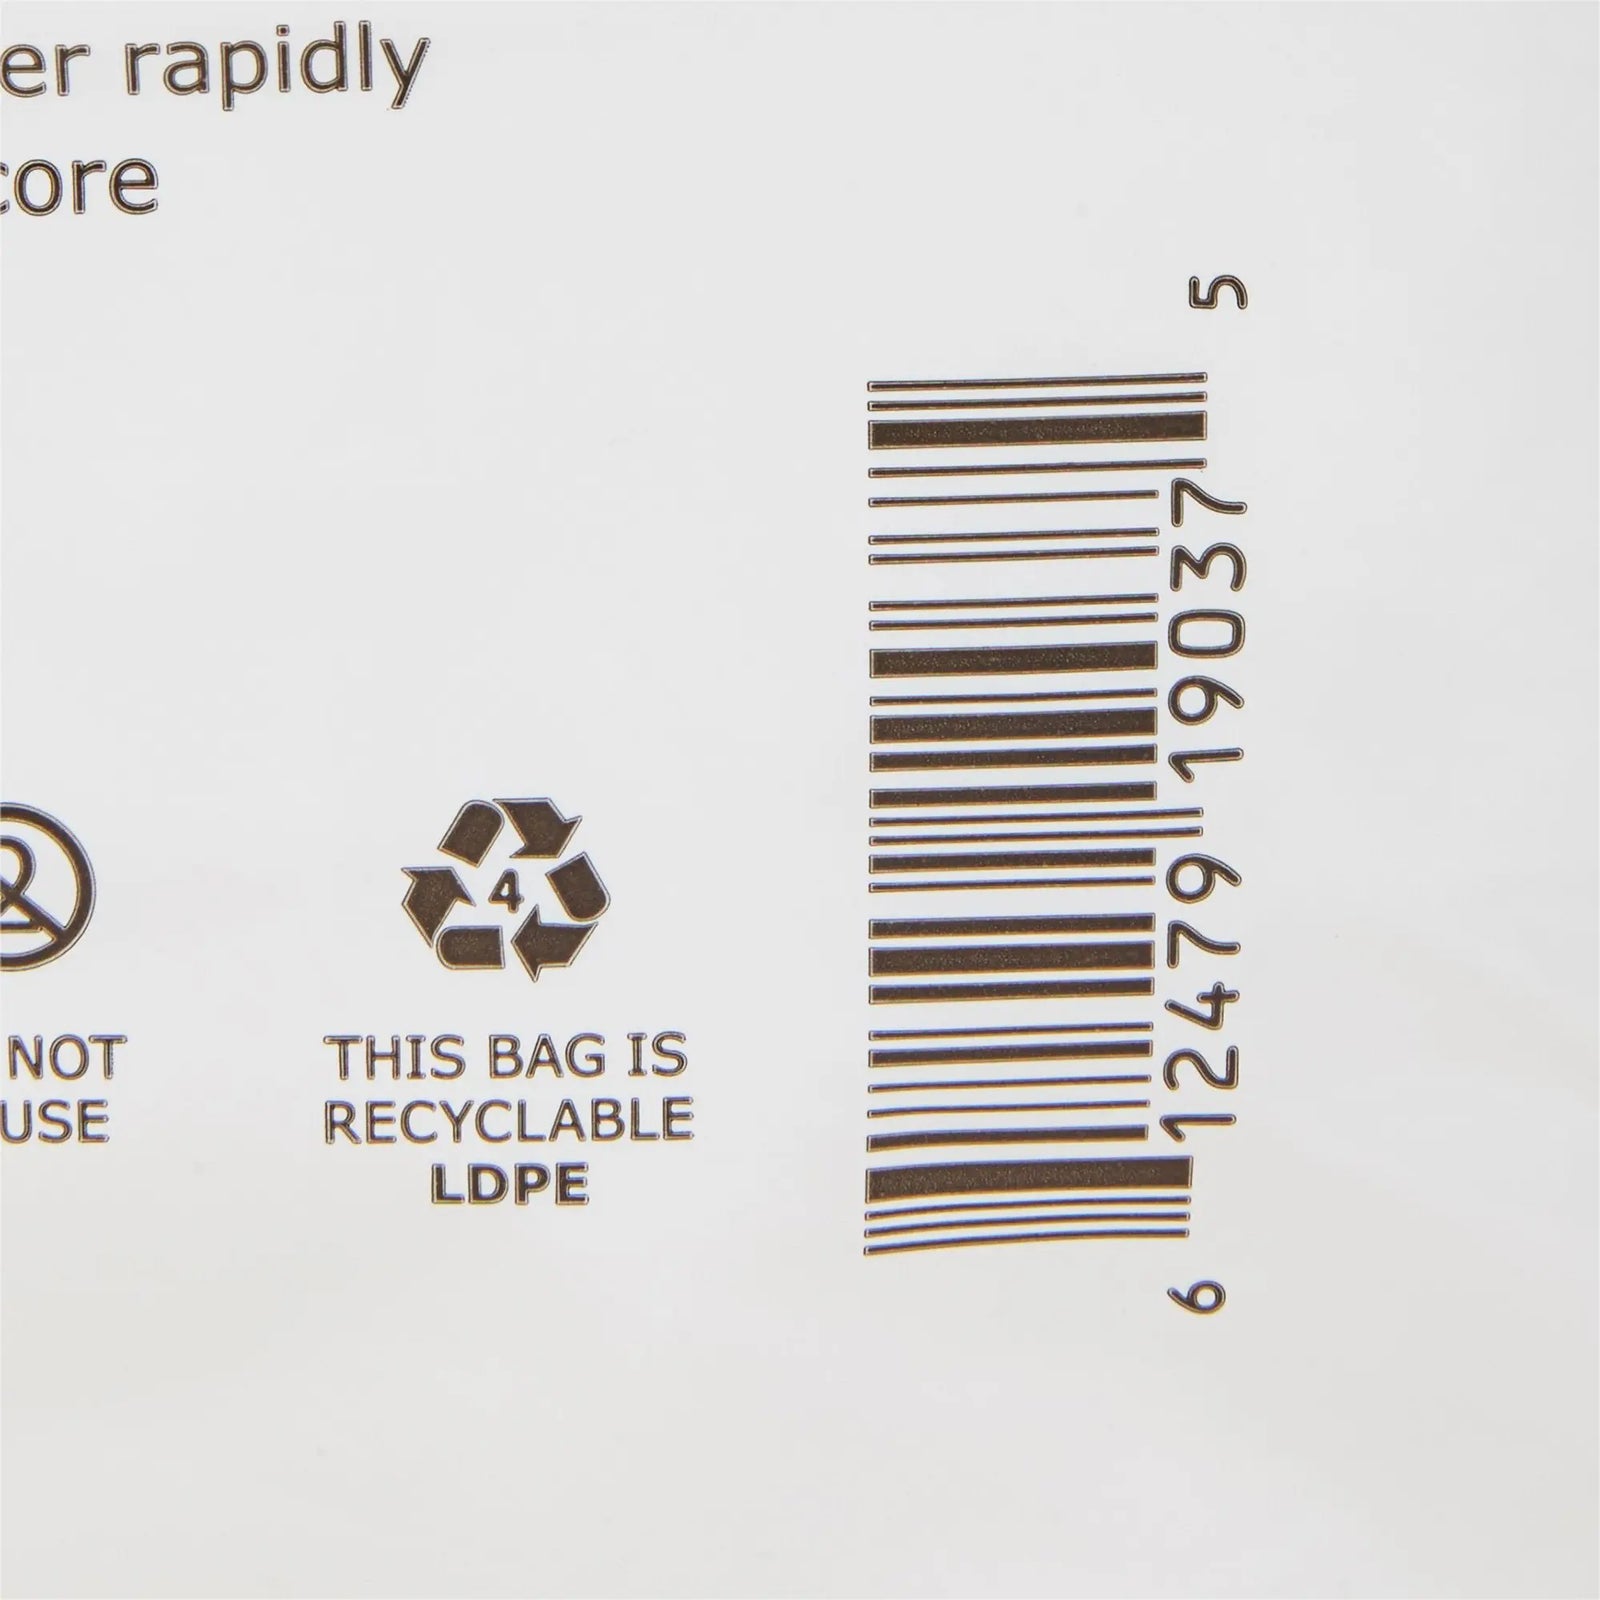 er rapidly
core
4
NOT
USE
THIS BAG IS
RECYCLABLE
LDPE
6 12479 19037 5